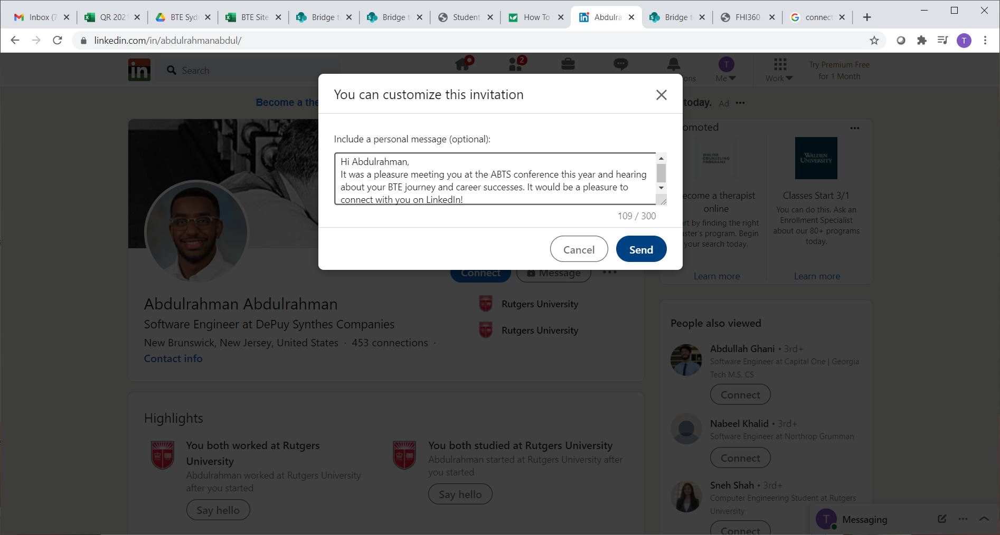 Inbox (7
QR 2021
BTE Syd
BTE Site
Bridge t
Bridge t
Student
How To
Abdulra
Bridge t
FHI360
connect
linkedin.com/in/abdulrahmanabdul/
T
in
Search
2
T
ons
Me
Work
Try Premium Free
for 1 Month
Become a the
today.
Ad
You can customize this invitation
Include a personal message (optional):
Hi Abdulrahman,
It was a pleasure meeting you at the ABTS conference this year and hearing
about your BTE journey and career successes. It would be a pleasure to
connect with you on LinkedIn!
109 / 300
Cancel
Send
Connect
Message
Abdulrahman Abdulrahman
Software Engineer at DePuy Synthes Companies
New Brunswick, New Jersey, United States · 453 connections ·
Contact info
Rutgers University
Rutgers University
Highlights
You both worked at Rutgers
University
Abdulrahman worked at Rutgers University
after you started
Say hello
You both studied at Rutgers University
Abdulrahman started at Rutgers University after
you started
Say hello
omoted
ONLINE
COUNSELING
PROGRAMS
ecome a therapist
online
rt by finding the right
ster's program. Begin
your search today.
Learn more
WALDEN
UNIVERSITY
Classes Start 3/1
You can do this. Ask an
Enrollment Specialist
about our 80+ programs
today.
Learn more
People also viewed
Abdullah Ghani • 3rd+
Software Engineer at Capital One | Georgia
Tech M.S. CS
Connect
Nabeel Khalid • 3rd+
Software Engineer at Northrop Grumman
Connect
Sneh Shah • 3rd+
Computer Engineering Student at Rutgers
University
Connect
T
Messaging